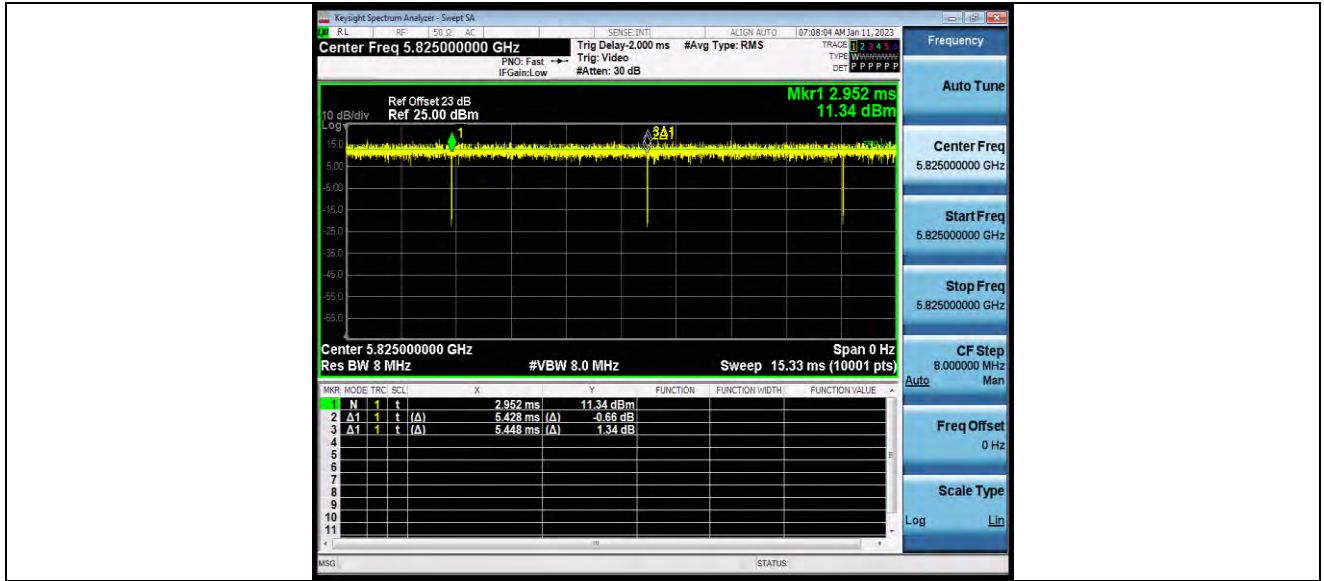 Keysight Spectrum Analyzer - Swept SA
RL RF 50 Ω AC SENSE:INT ALIGN AUTO 07:08:04 AM Jan 11, 2023
Center Freq 5.825000000 GHz
PNO: Fast
IFGain:Low
Trig Delay-2.000 ms
Trig: Video
#Atten: 30 dB
#Avg Type: RMS
TRACE 1 2 3 4 5 6
TYPE
DET P P P P P P
Mkr1 2.952 ms
11.34 dBm
Ref Offset 23 dB
10 dB/div Ref 25.00 dBm
Log
1
15.0
5.00
-5.00
-15.0
-25.0
-35.0
-45.0
-55.0
-65.0
Center 5.825000000 GHz Span 0 Hz
Res BW 8 MHz #VBW 8.0 MHz Sweep 15.33 ms (10001 pts)
MKR MODE TRC SCL X Y FUNCTION FUNCTION WIDTH FUNCTION VALUE
1 N 1 t 2.952 ms 11.34 dBm
2 Δ1 1 t (Δ) 5.428 ms (Δ) -0.66 dB
3 Δ1 1 t (Δ) 5.448 ms (Δ) 1.34 dB
4
5
6
7
8
9
10
11
MSG STATUS
Frequency
Auto Tune
Center Freq
5.825000000 GHz
Start Freq
5.825000000 GHz
Stop Freq
5.825000000 GHz
CF Step
8.000000 MHz
Auto Man
Freq Offset
0 Hz
Scale Type
Log Lin